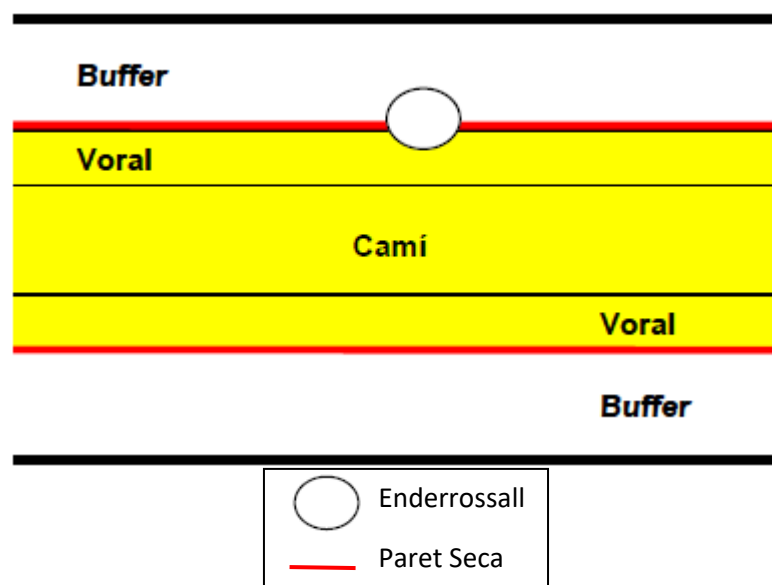 Buffer
Voral
Camí
Voral
Buffer
Enderrossall
Paret Seca